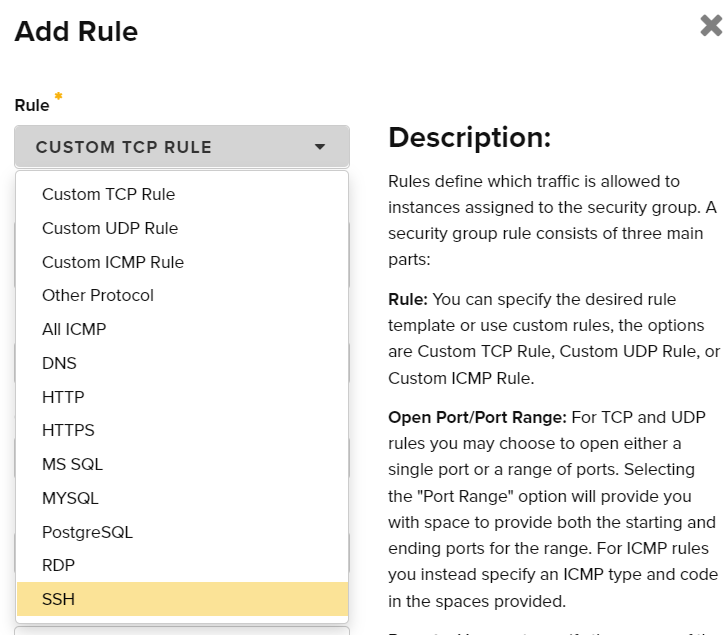 Add Rule
Rule *
CUSTOM TCP RULE
Custom TCP Rule
Custom UDP Rule
Custom ICMP Rule
Other Protocol
All ICMP
DNS
HTTP
HTTPS
MS SQL
MYSQL
PostgreSQL
RDP
SSH
Description:
Rules define which traffic is allowed to
instances assigned to the security group. A
security group rule consists of three main
parts:
Rule: You can specify the desired rule
template or use custom rules, the options
are Custom TCP Rule, Custom UDP Rule, or
Custom ICMP Rule.
Open Port/Port Range: For TCP and UDP
rules you may choose to open either a
single port or a range of ports. Selecting
the "Port Range" option will provide you
with space to provide both the starting and
ending ports for the range. For ICMP rules
you instead specify an ICMP type and code
in the spaces provided.